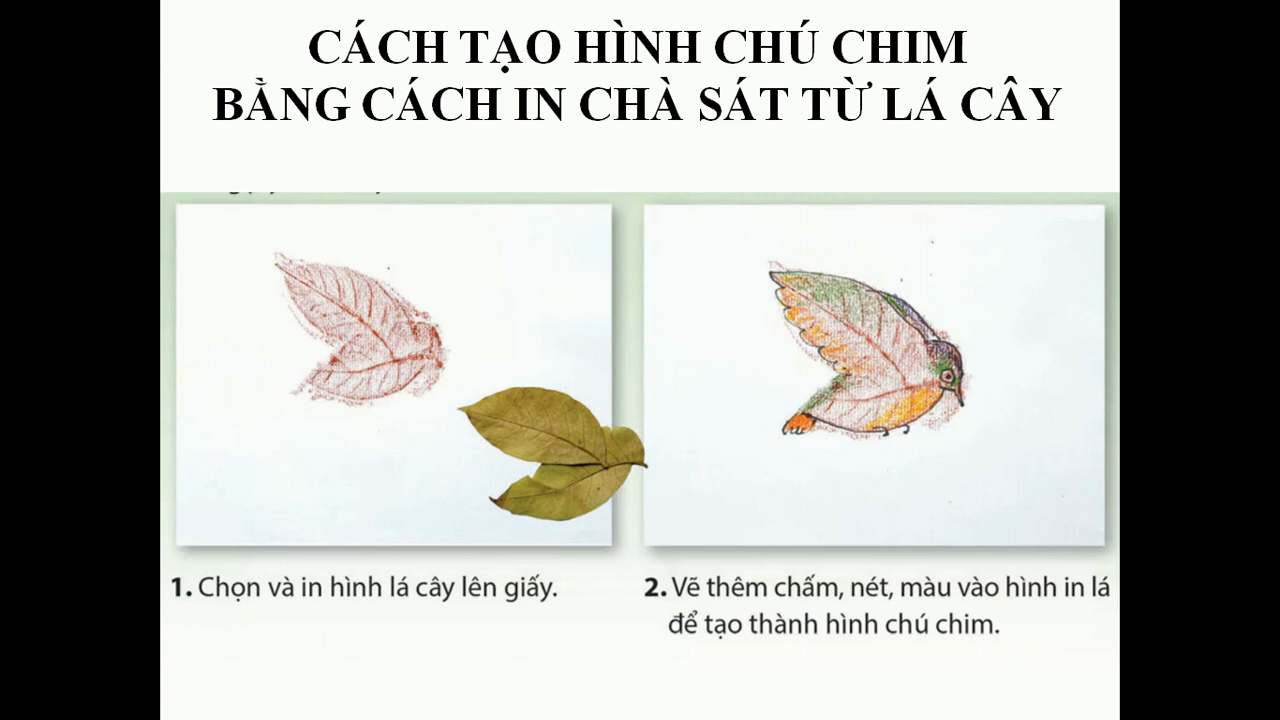 CÁCH TẠO HÌNH CHÚ CHIM
BẰNG CÁCH IN CHÀ SÁT TỪ LÁ CÂY
1. Chọn và in hình lá cây lên giấy.
2. Vẽ thêm chấm, nét, màu vào hình in lá
để tạo thành hình chú chim.